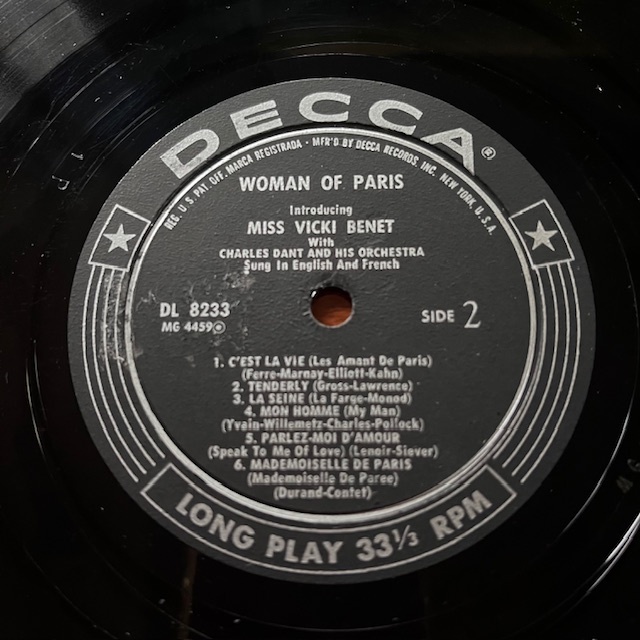 DECCA®
REG. U.S. PAT. OFF. MARCA REGISTRADA • MFR'D BY DECCA RECORDS, INC., NEW YORK, U.S.A.
WOMAN OF PARIS
Introducing
MISS VICKI BENET
With
CHARLES DANT AND HIS ORCHESTRA
Sung In English And French
DL 8233
MG 4459
SIDE 2
1. C'EST LA VIE (Les Amant De Paris)
(Ferre-Marnay-Elliott-Kahn)
2. TENDERLY (Gross-Lawrence)
3. LA SEINE (La Farge-Monod)
4. MON HOMME (My Man)
(Yvain-Willemetz-Charles-Pollock)
5. PARLEZ-MOI D'AMOUR
(Speak To Me Of Love) (Lenoir-Siever)
6. MADEMOISELLE DE PARIS
(Mademoiselle De Paree)
(Durand-Contet)
LONG PLAY 33⅓ RPM